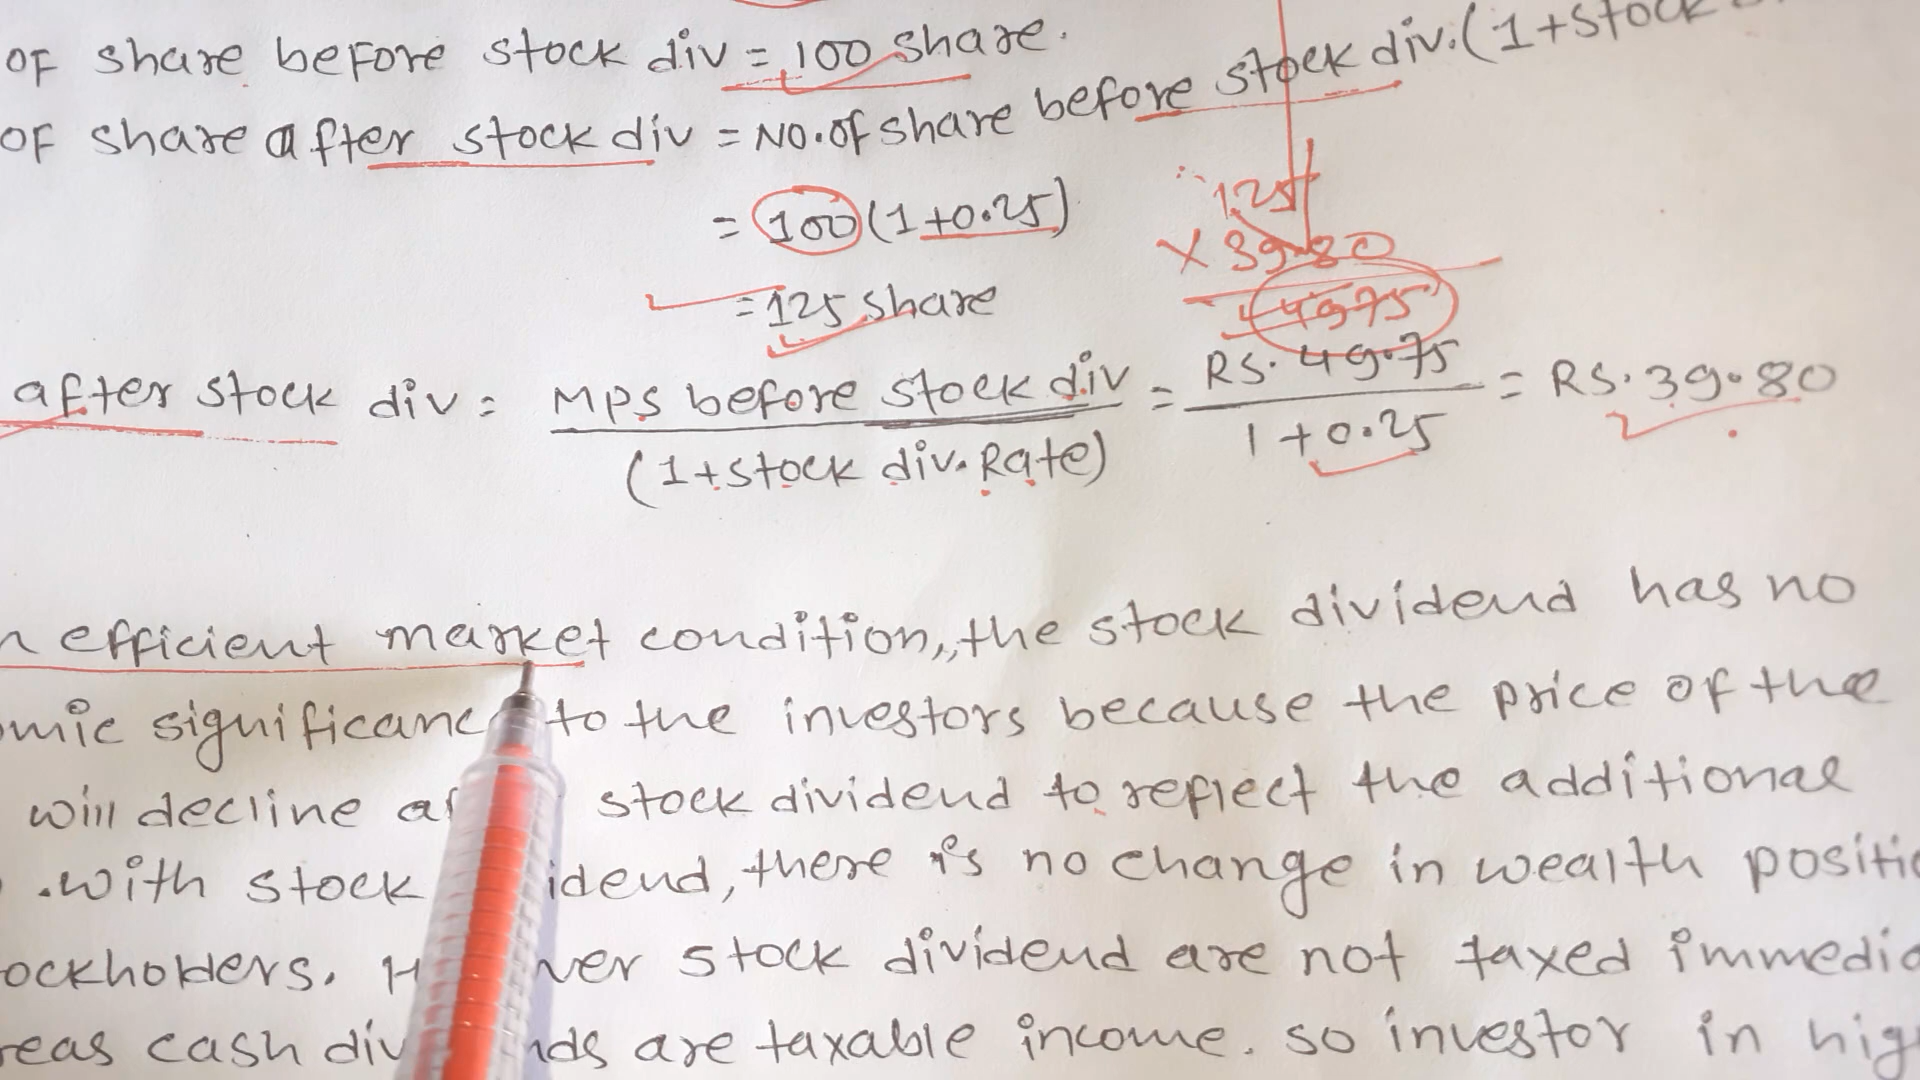 OF share before stock div = 100 share.
OF share after stock div = NO. of share before stock div. (1+stock
= 100 (1+0.25)
= 125 share
125
× 39.80
4975
after stock div = MPS before stock div / (1+stock div. Rate) = RS. 49.75 / 1+0.25 = RS. 39.80
n efficient market condition, the stock dividend has no
omic significanc to the investors because the price of the
will decline a stock dividend to reflect the additional
. with stock idend, there is no change in wealth positio
ockholders. H ver stock dividend are not taxed immedia
reas cash div nds are taxable income. so investor in hig